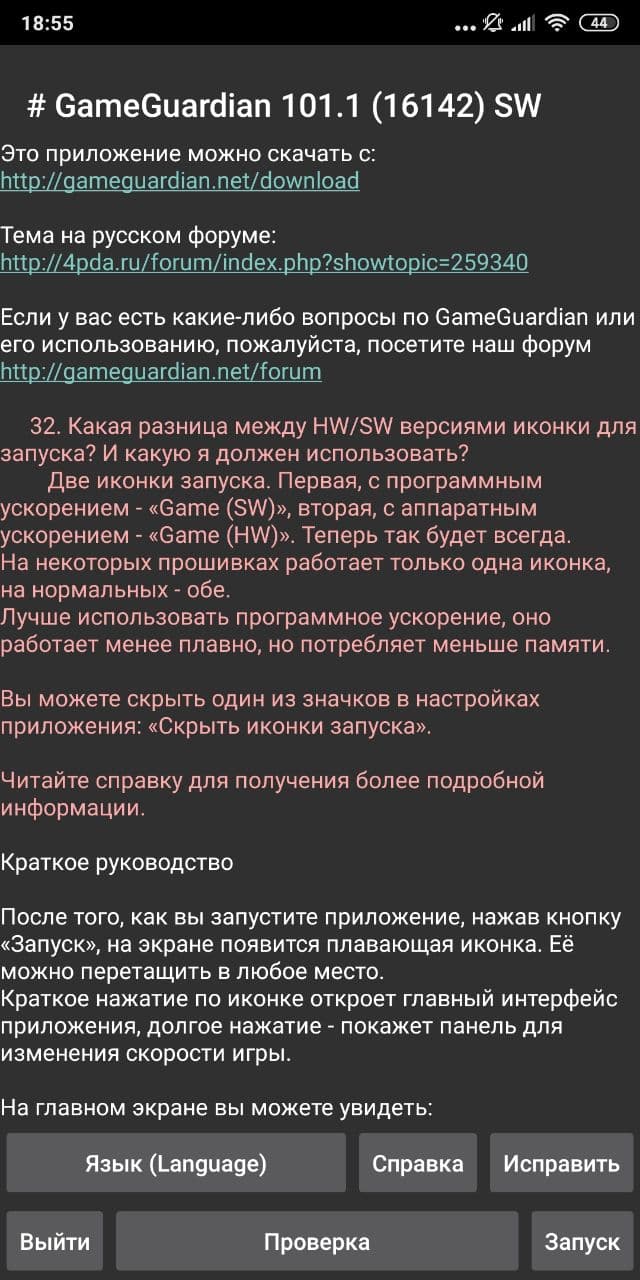 18:55
44
# GameGuardian 101.1 (16142) SW
Это приложение можно скачать с:
http://gameguardian.net/download
Тема на русском форуме:
http://4pda.ru/forum/index.php?showtopic=259340
Если у вас есть какие-либо вопросы по GameGuardian или
его использованию, пожалуйста, посетите наш форум
http://gameguardian.net/forum
32. Какая разница между HW/SW версиями иконки для
запуска? И какую я должен использовать?
Две иконки запуска. Первая, с программным
ускорением - «Game (SW)», вторая, с аппаратным
ускорением - «Game (HW)». Теперь так будет всегда.
На некоторых прошивках работает только одна иконка,
на нормальных - обе.
Лучше использовать программное ускорение, оно
работает менее плавно, но потребляет меньше памяти.
Вы можете скрыть один из значков в настройках
приложения: «Скрыть иконки запуска».
Читайте справку для получения более подробной
информации.
Краткое руководство
После того, как вы запустите приложение, нажав кнопку
«Запуск», на экране появится плавающая иконка. Её
можно перетащить в любое место.
Краткое нажатие по иконке откроет главный интерфейс
приложения, долгое нажатие - покажет панель для
изменения скорости игры.
На главном экране вы можете увидеть:
Язык (Language) Справка Исправить
Выйти Проверка Запуск